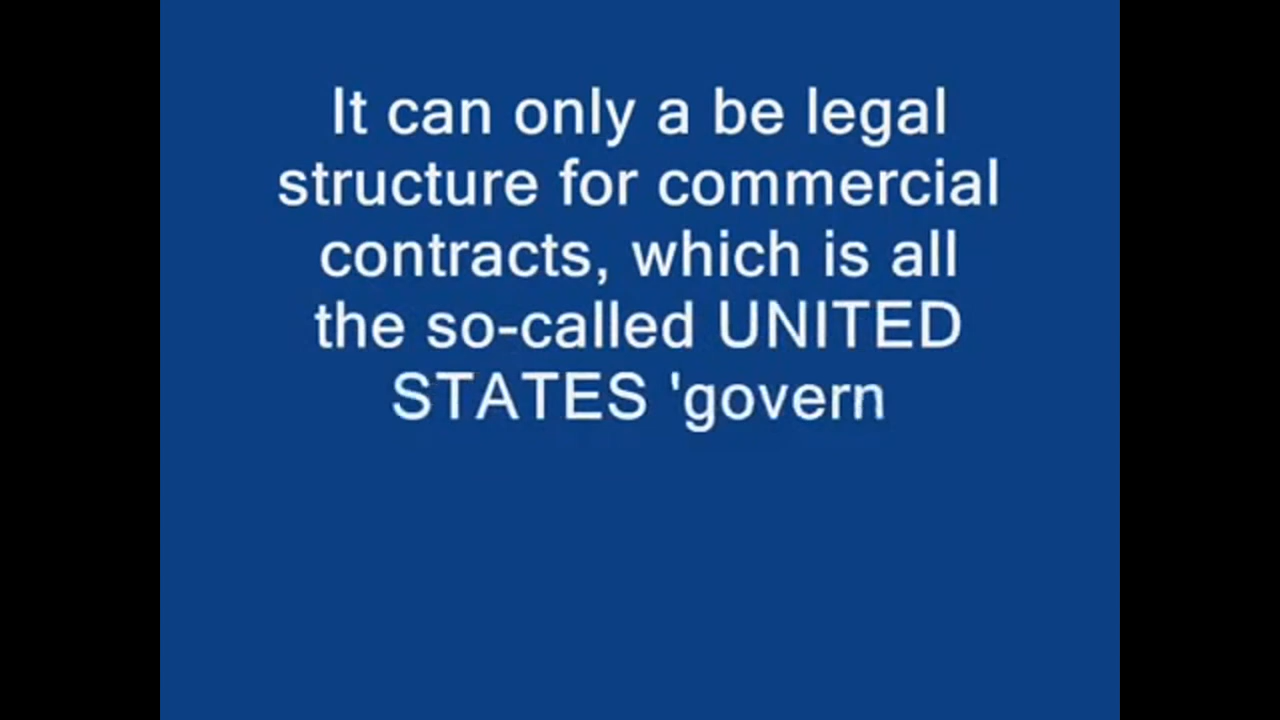 It can only a be legal
structure for commercial
contracts, which is all
the so-called UNITED
STATES 'govern